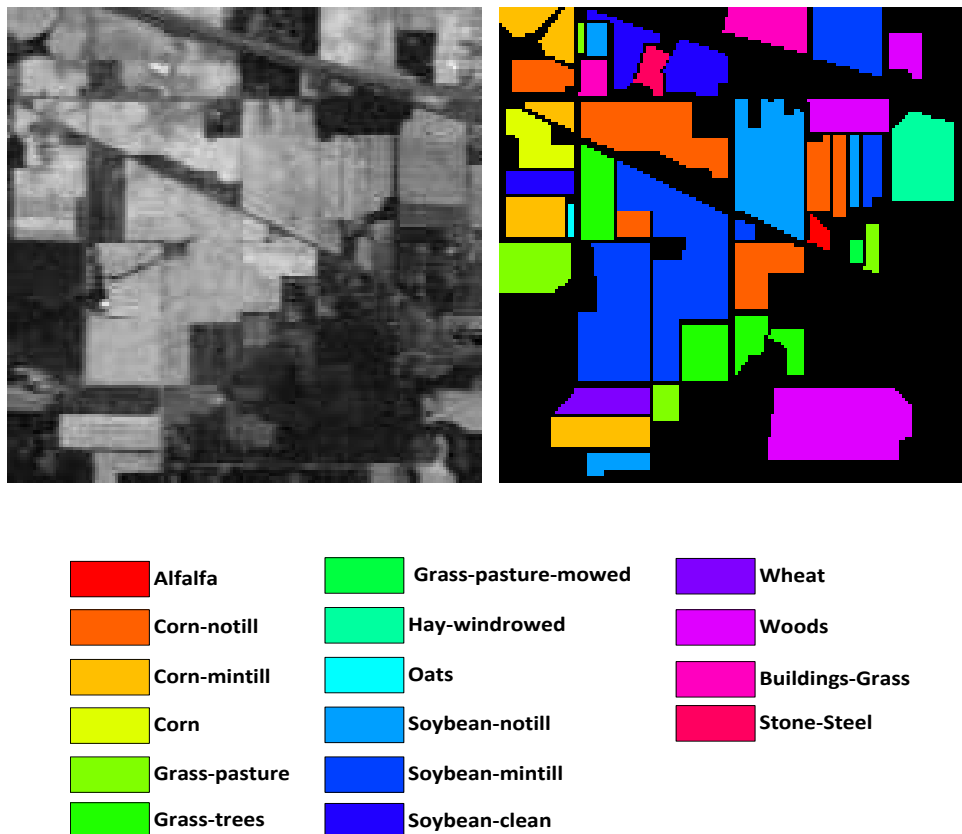 Alfalfa
Corn-notill
Corn-mintill
Corn
Grass-pasture
Grass-trees
Grass-pasture-mowed
Hay-windrowed
Oats
Soybean-notill
Soybean-mintill
Soybean-clean
Wheat
Woods
Buildings-Grass
Stone-Steel